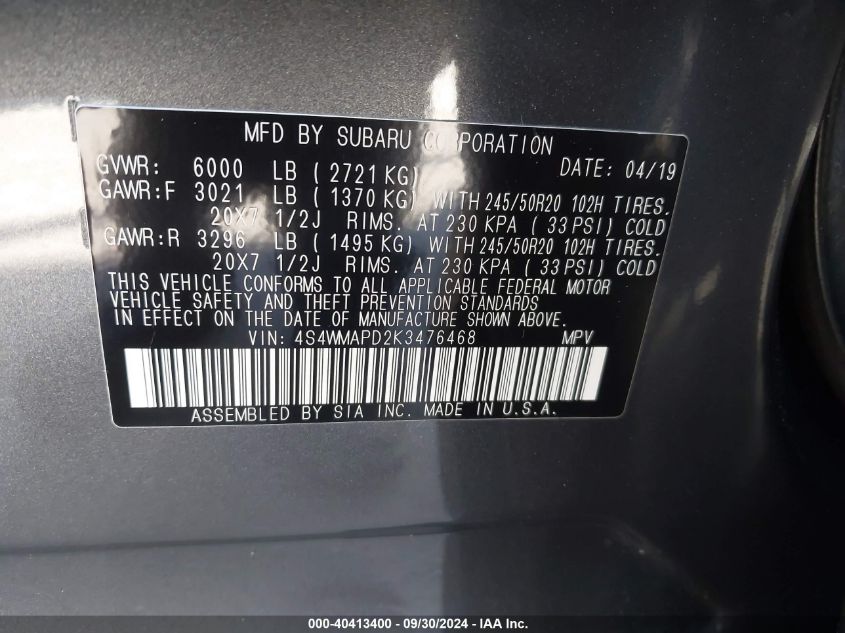 MFD BY SUBARU CORPORATION
GVWR: 6000 LB ( 2721 KG) DATE: 04/19
GAWR:F 3021 LB ( 1370 KG) WITH 245/50R20 102H TIRES.
20X7 1/2J RIMS. AT 230 KPA ( 33 PSI) COLD
GAWR:R 3296 LB ( 1495 KG) WITH 245/50R20 102H TIRES.
20X7 1/2J RIMS. AT 230 KPA ( 33 PSI) COLD
THIS VEHICLE CONFORMS TO ALL APPLICABLE FEDERAL MOTOR
VEHICLE SAFETY AND THEFT PREVENTION STANDARDS
IN EFFECT ON THE DATE OF MANUFACTURE SHOWN ABOVE.
VIN: 4S4WMAPD2K3476468 MPV
ASSEMBLED BY SIA INC. MADE IN U.S.A.
000-40413400 - 09/30/2024 - IAA Inc.